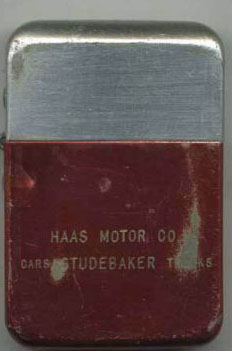 HAAS MOTOR CO.
CARS STUDEBAKER TRUCKS